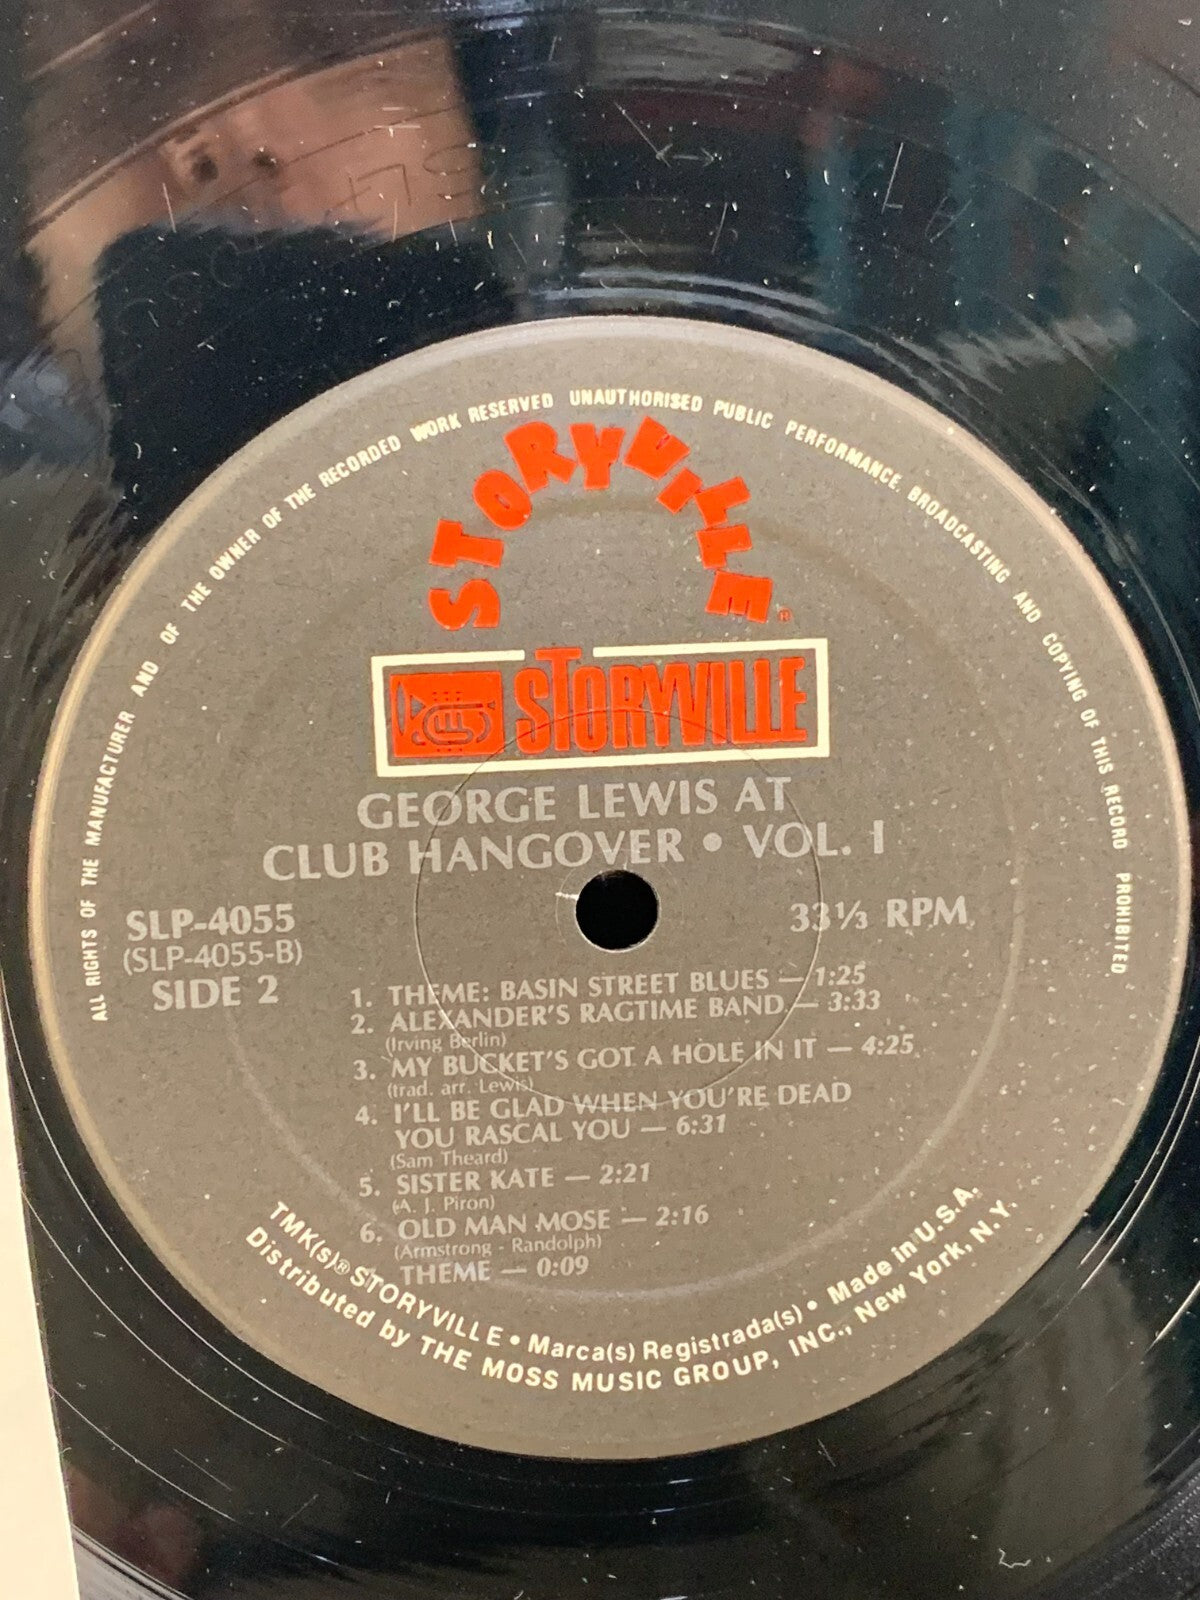 ALL RIGHTS OF THE MANUFACTURER AND OF THE OWNER OF THE RECORDED WORK RESERVED UNAUTHORISED PUBLIC PERFORMANCE BROADCASTING AND COPYING OF THIS RECORD PROHIBITED
STORYVILLE®
STORYVILLE
GEORGE LEWIS AT
CLUB HANGOVER • VOL. I
SLP-4055
(SLP-4055-B)
SIDE 2
33⅓ RPM
1. THEME: BASIN STREET BLUES — 1:25
2. ALEXANDER'S RAGTIME BAND — 3:33
(Irving Berlin)
3. MY BUCKET'S GOT A HOLE IN IT — 4:25
(trad. arr. Lewis)
4. I'LL BE GLAD WHEN YOU'RE DEAD
YOU RASCAL YOU — 6:31
(Sam Theard)
5. SISTER KATE — 2:21
(A. J. Piron)
6. OLD MAN MOSE — 2:16
(Armstrong - Randolph)
THEME — 0:09
TMK(s)® STORYVILLE • Marca(s) Registrada(s) • Made in U.S.A.
Distributed by THE MOSS MUSIC GROUP, INC., New York, N.Y.